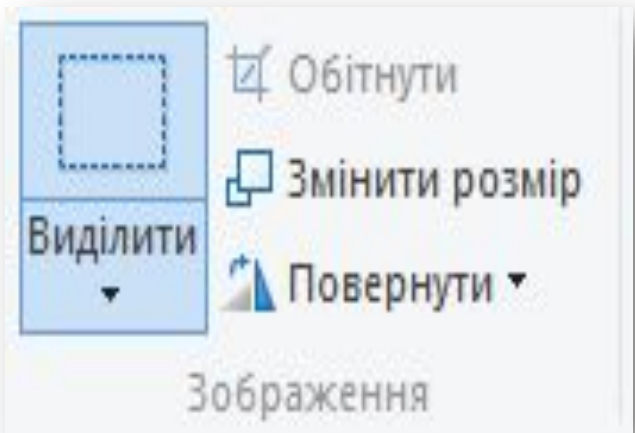 Виділити
Обітнути
Змінити розмір
Повернути
Зображення